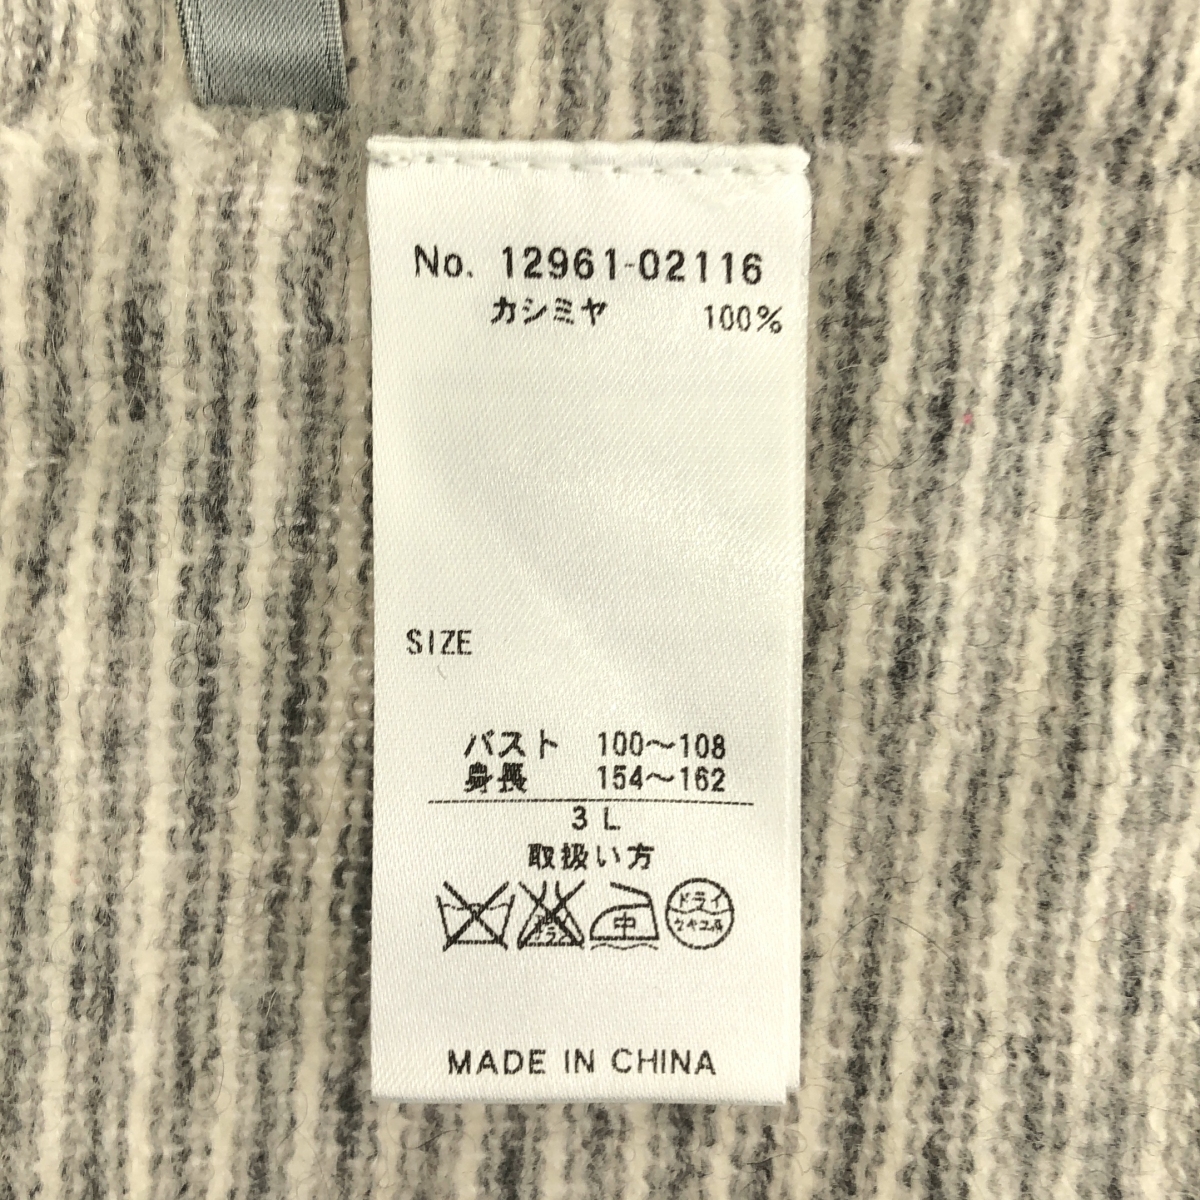 No. 12961-02116
カシミヤ 100%
SIZE
バスト 100～108
身長 154～162
3L
取扱い方
中 ドライ
MADE IN CHINA